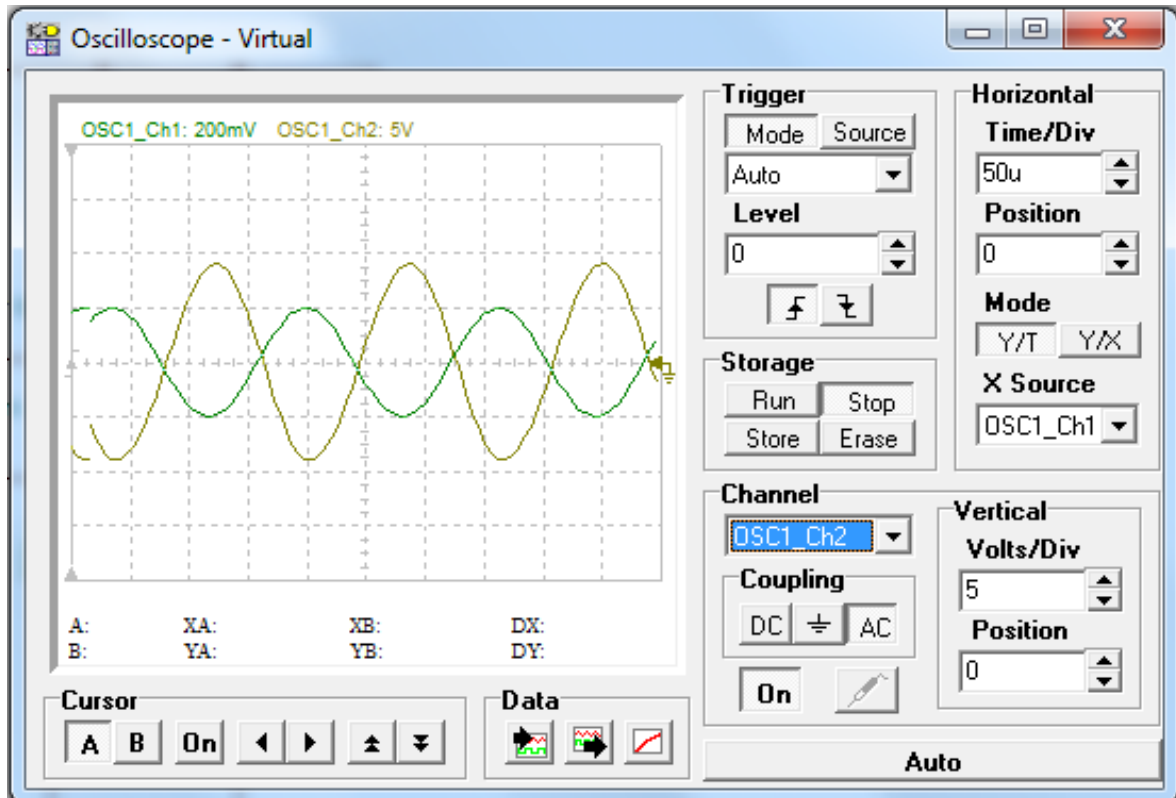 Oscilloscope - Virtual
OSC1_Ch1: 200mV OSC1_Ch2: 5V
A: XA: XB: DX:
B: YA: YB: DY:
Cursor
A B On
Data
Trigger
Mode Source
Auto
Level
0
Storage
Run Stop
Store Erase
Horizontal
Time/Div
50u
Position
0
Mode
Y/T Y/X
X Source
OSC1_Ch1
Channel
OSC1_Ch2
Coupling
DC AC
On
Vertical
Volts/Div
5
Position
0
Auto